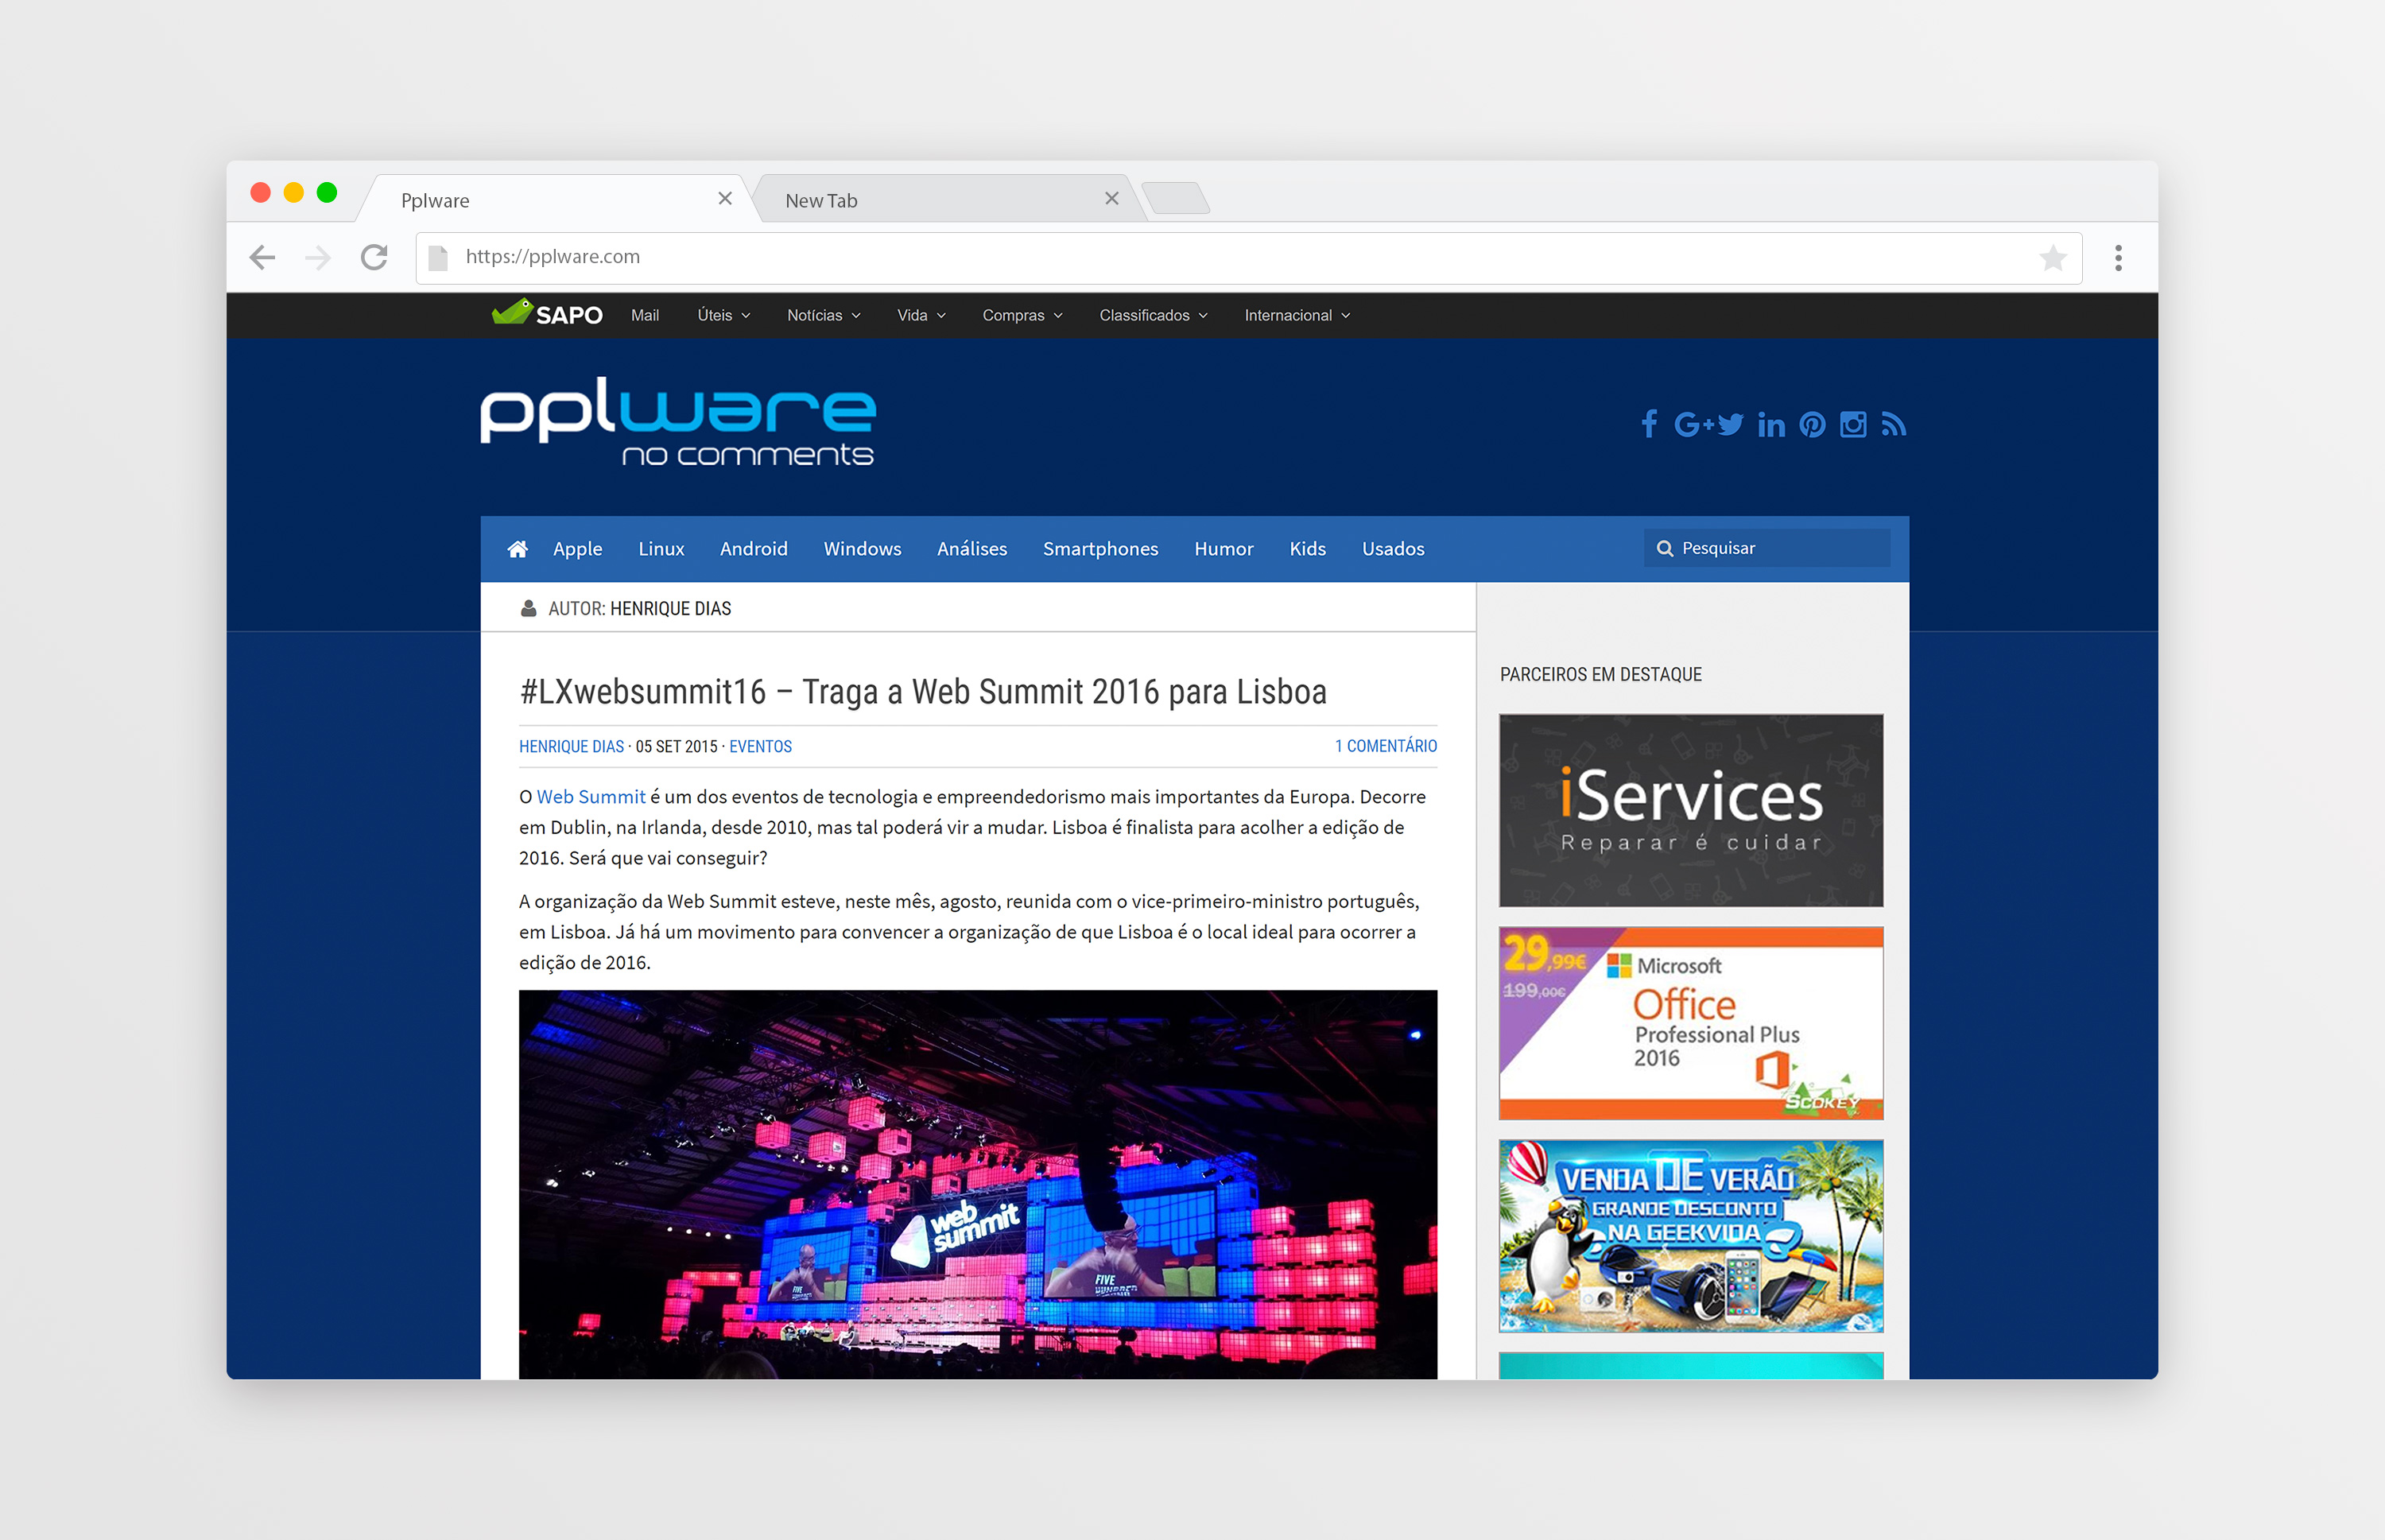 Pplware
New Tab
https://pplware.com
SAPO Mail Úteis Notícias Vida Compras Classificados Internacional
pplware
no comments
Apple Linux Android Windows Análises Smartphones Humor Kids Usados Pesquisar
AUTOR: HENRIQUE DIAS
#LXwebsummit16 – Traga a Web Summit 2016 para Lisboa
HENRIQUE DIAS · 05 SET 2015 · EVENTOS 1 COMENTÁRIO
O Web Summit é um dos eventos de tecnologia e empreendedorismo mais importantes da Europa. Decorre
em Dublin, na Irlanda, desde 2010, mas tal poderá vir a mudar. Lisboa é finalista para acolher a edição de
2016. Será que vai conseguir?
A organização da Web Summit esteve, neste mês, agosto, reunida com o vice-primeiro-ministro português,
em Lisboa. Já há um movimento para convencer a organização de que Lisboa é o local ideal para ocorrer a
edição de 2016.
web
summit
FIVE
HUNDRED
FIVE
HUNDRED
PARCEIROS EM DESTAQUE
iServices
Reparar é cuidar
29,99€
199,00€
Microsoft
Office
Professional Plus
2016
SCDKEY
VENDA DE VERÃO
GRANDE DESCONTO
NA GEEKVIDA